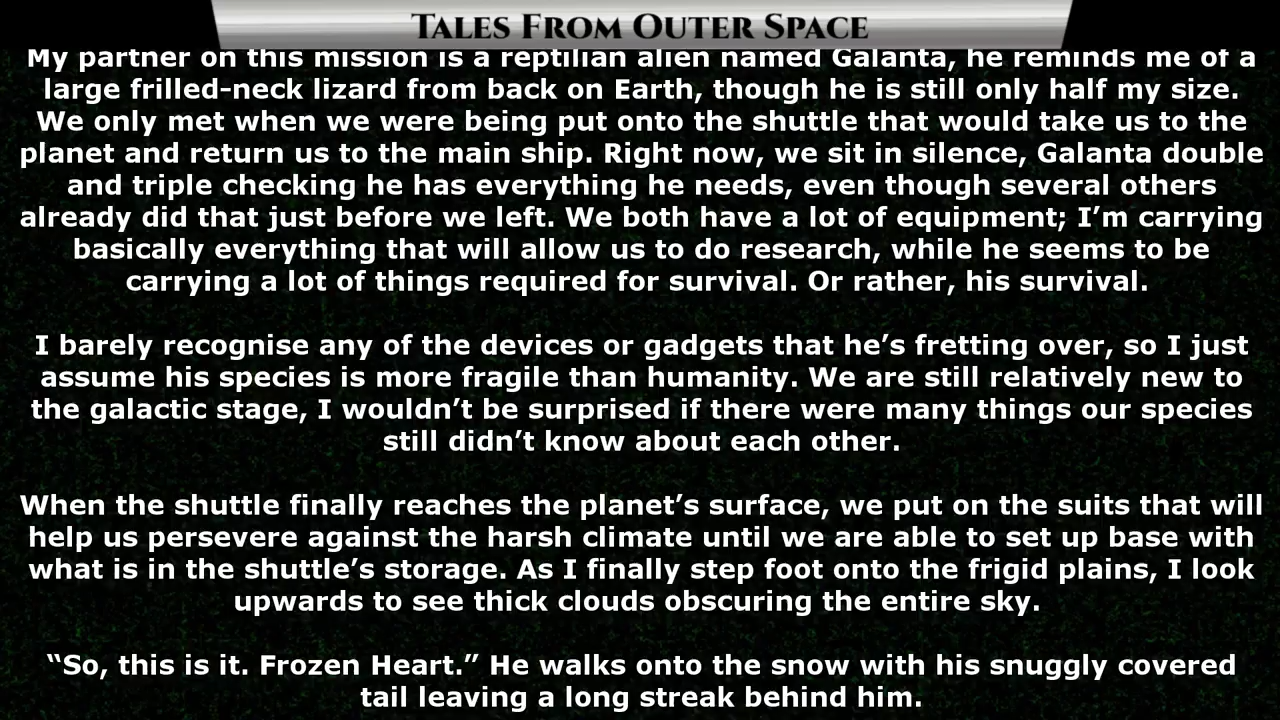 Tales From Outer Space
My partner on this mission is a reptilian alien named Galanta, he reminds me of a
large frilled-neck lizard from back on Earth, though he is still only half my size.
We only met when we were being put onto the shuttle that would take us to the
planet and return us to the main ship. Right now, we sit in silence, Galanta double
and triple checking he has everything he needs, even though several others
already did that just before we left. We both have a lot of equipment; I’m carrying
basically everything that will allow us to do research, while he seems to be
carrying a lot of things required for survival. Or rather, his survival.
I barely recognise any of the devices or gadgets that he’s fretting over, so I just
assume his species is more fragile than humanity. We are still relatively new to
the galactic stage, I wouldn’t be surprised if there were many things our species
still didn’t know about each other.
When the shuttle finally reaches the planet’s surface, we put on the suits that will
help us persevere against the harsh climate until we are able to set up base with
what is in the shuttle’s storage. As I finally step foot onto the frigid plains, I look
upwards to see thick clouds obscuring the entire sky.
“So, this is it. Frozen Heart.” He walks onto the snow with his snuggly covered
tail leaving a long streak behind him.